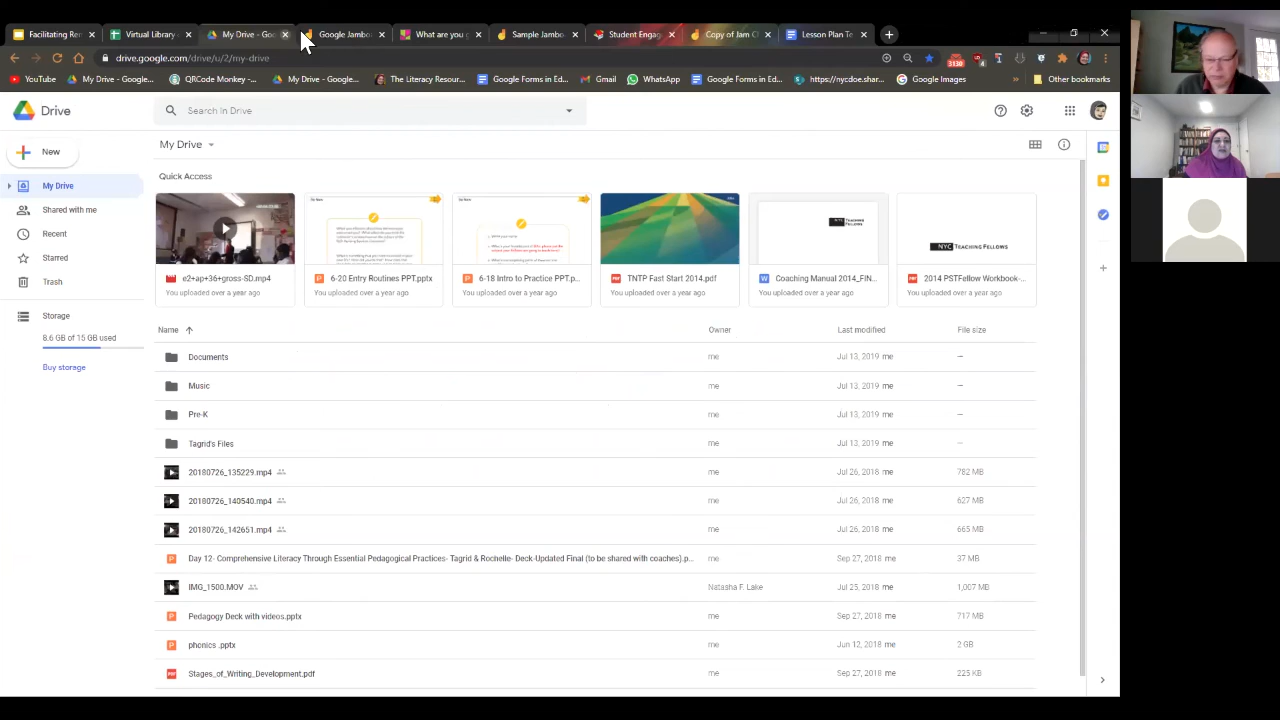 Facilitating Ren
Virtual Library
My Drive - Goo
Google Jambo
What are you g
Sample Jambo
Student Engag
Copy of Jam O
Lesson Plan Te
drive.google.com/drive/u/2/my-drive
3130
4
YouTube
My Drive - Google...
QRCode Monkey -...
My Drive - Google...
The Literacy Resour...
Google Forms in Ed...
Gmail
WhatsApp
Google Forms in Ed...
https://nycdoe.shar...
Google Images
»
Other bookmarks
Drive
Search in Drive
New
My Drive
My Drive
Shared with me
Recent
Starred
Trash
Storage
8.6 GB of 15 GB used
Buy storage
Quick Access
NYC TEACHING FELLOWS
e2+ap+36+gross-SD.mp4
You uploaded over a year ago
6-20 Entry Routines PPT.pptx
You uploaded over a year ago
6-18 Intro to Practice PPT.p...
You uploaded over a year ago
TNTP Fast Start 2014.pdf
You uploaded over a year ago
Coaching Manual 2014_FIN...
You uploaded over a year ago
2014 PSTFellow Workbook-...
You uploaded over a year ago
Name Owner Last modified File size
Documents me Jul 13, 2019 me —
Music me Jul 13, 2019 me —
Pre-K me Jul 13, 2019 me —
Tagrid's Files me Jul 13, 2019 me —
20180726_135229.mp4 me Jul 26, 2018 me 782 MB
20180726_140540.mp4 me Jul 26, 2018 me 627 MB
20180726_142651.mp4 me Jul 26, 2018 me 665 MB
Day 12- Comprehensive Literacy Through Essential Pedagogical Practices- Tagrid & Rochelle- Deck-Updated Final (to be shared with coaches).p... me Sep 27, 2018 me 37 MB
IMG_1500.MOV Natasha F. Lake Jul 25, 2018 me 1,007 MB
Pedagogy Deck with videos.pptx me Sep 27, 2018 me 717 MB
phonics .pptx me Jun 12, 2018 me 2 GB
Stages_of_Writing_Development.pdf me Sep 27, 2018 me 225 KB